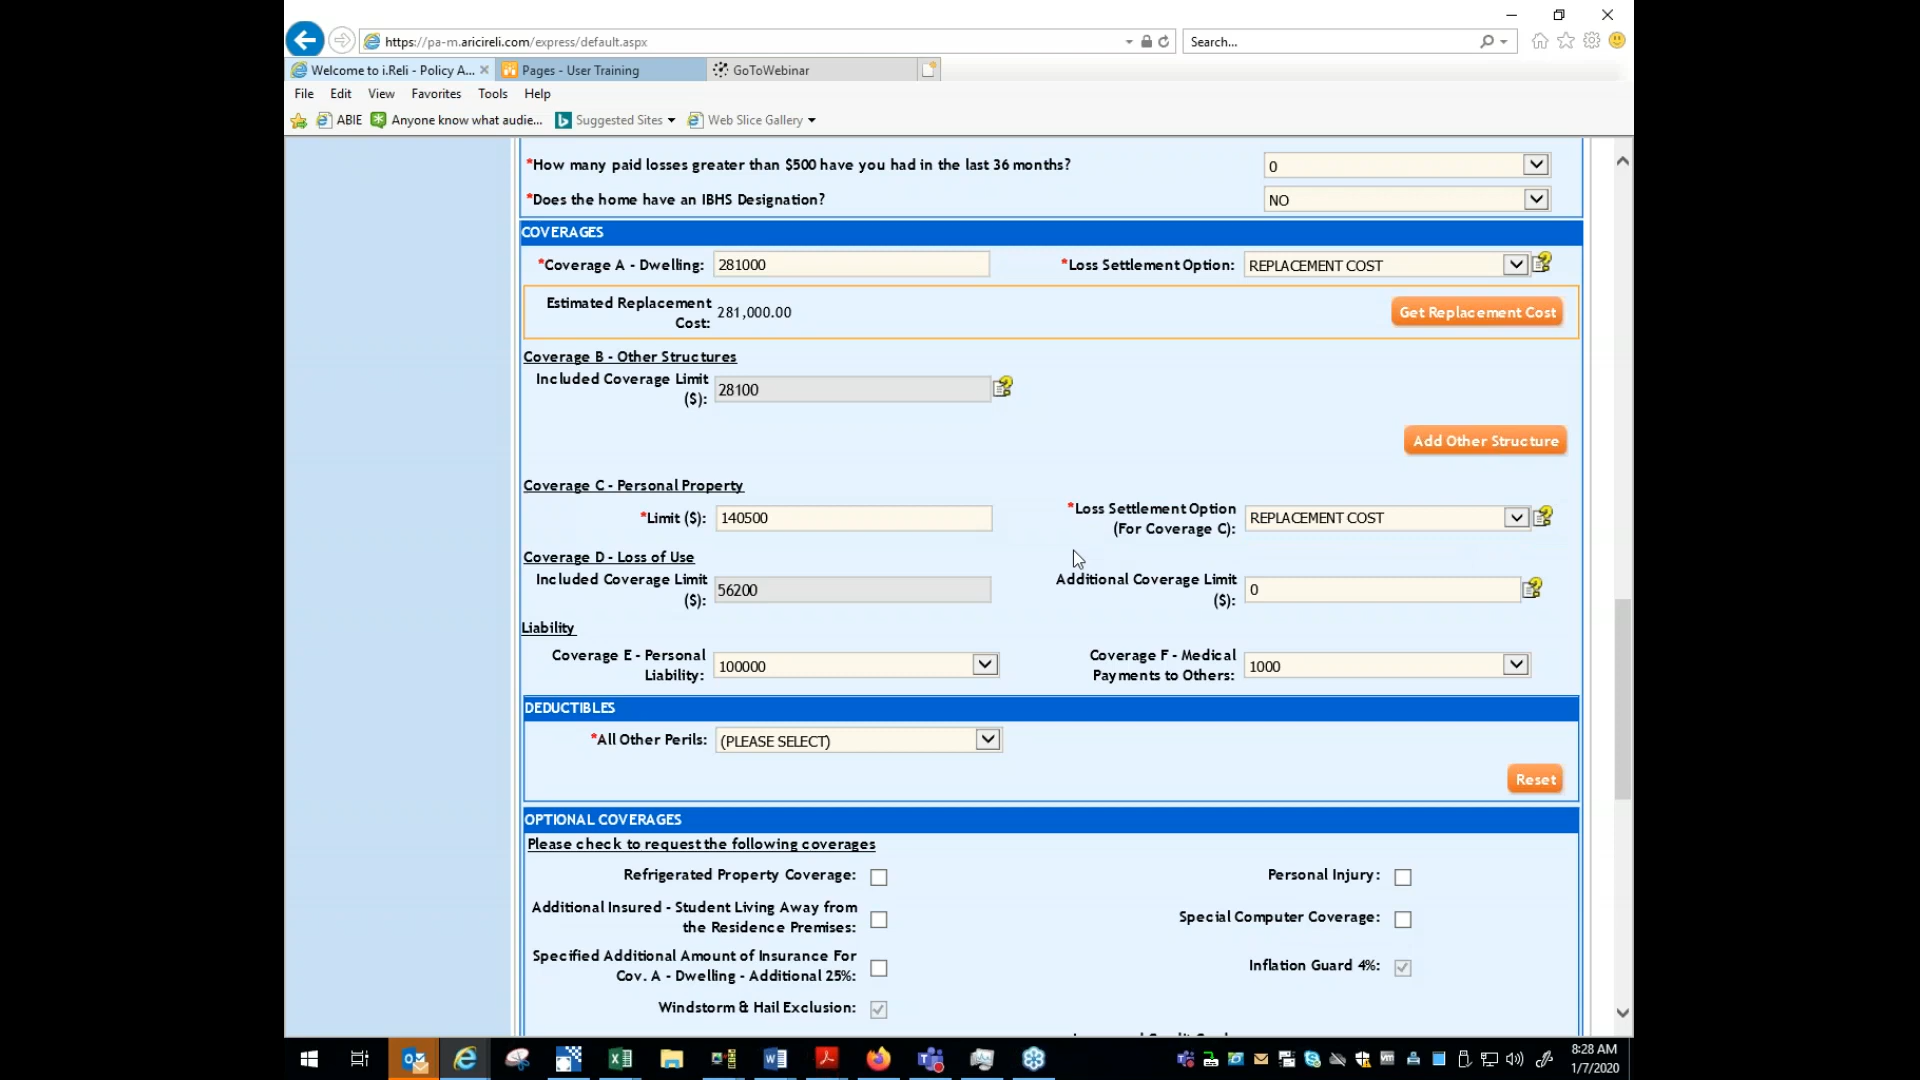 https://pa-m.aricireli.com/express/default.aspx
Search...
Welcome to i.Reli - Policy A...
Pages - User Training
GoToWebinar
File Edit View Favorites Tools Help
ABIE Anyone know what audie... Suggested Sites Web Slice Gallery
*How many paid losses greater than $500 have you had in the last 36 months? 0
*Does the home have an IBHS Designation? NO
COVERAGES
*Coverage A - Dwelling: 281000 *Loss Settlement Option: REPLACEMENT COST
Estimated Replacement
Cost: 281,000.00 Get Replacement Cost
Coverage B - Other Structures
Included Coverage Limit
($): 28100
Add Other Structure
Coverage C - Personal Property
*Limit ($): 140500 *Loss Settlement Option
(For Coverage C): REPLACEMENT COST
Coverage D - Loss of Use
Included Coverage Limit
($): 56200 Additional Coverage Limit
($): 0
Liability
Coverage E - Personal
Liability: 100000 Coverage F - Medical
Payments to Others: 1000
DEDUCTIBLES
*All Other Perils: (PLEASE SELECT)
Reset
OPTIONAL COVERAGES
Please check to request the following coverages
Refrigerated Property Coverage: Personal Injury:
Additional Insured - Student Living Away from
the Residence Premises: Special Computer Coverage:
Specified Additional Amount of Insurance For
Cov. A - Dwelling - Additional 25%: Inflation Guard 4%:
Windstorm & Hail Exclusion:
8:28 AM
1/7/2020